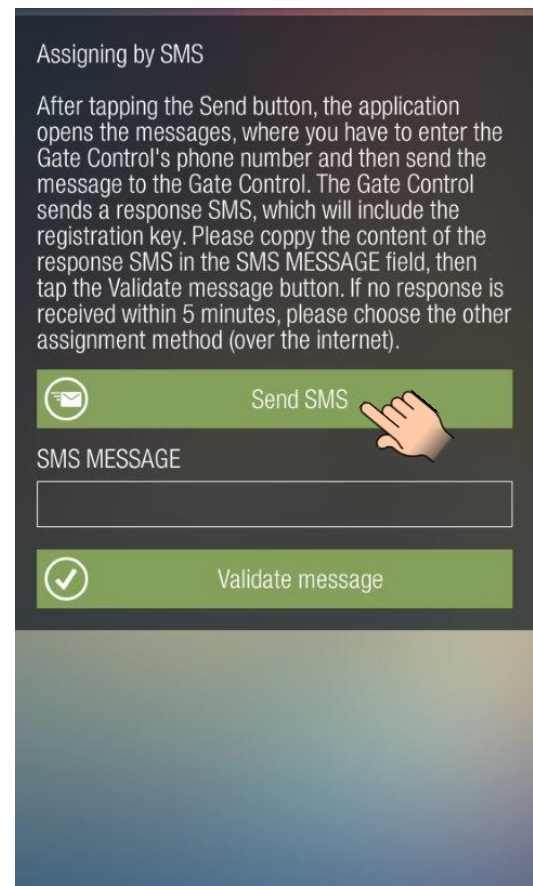 Assigning by SMS
After tapping the Send button, the application
opens the messages, where you have to enter the
Gate Control's phone number and then send the
message to the Gate Control. The Gate Control
sends a response SMS, which will include the
registration key. Please coppy the content of the
response SMS in the SMS MESSAGE field, then
tap the Validate message button. If no response is
received within 5 minutes, please choose the other
assignment method (over the internet).
Send SMS
SMS MESSAGE
Validate message